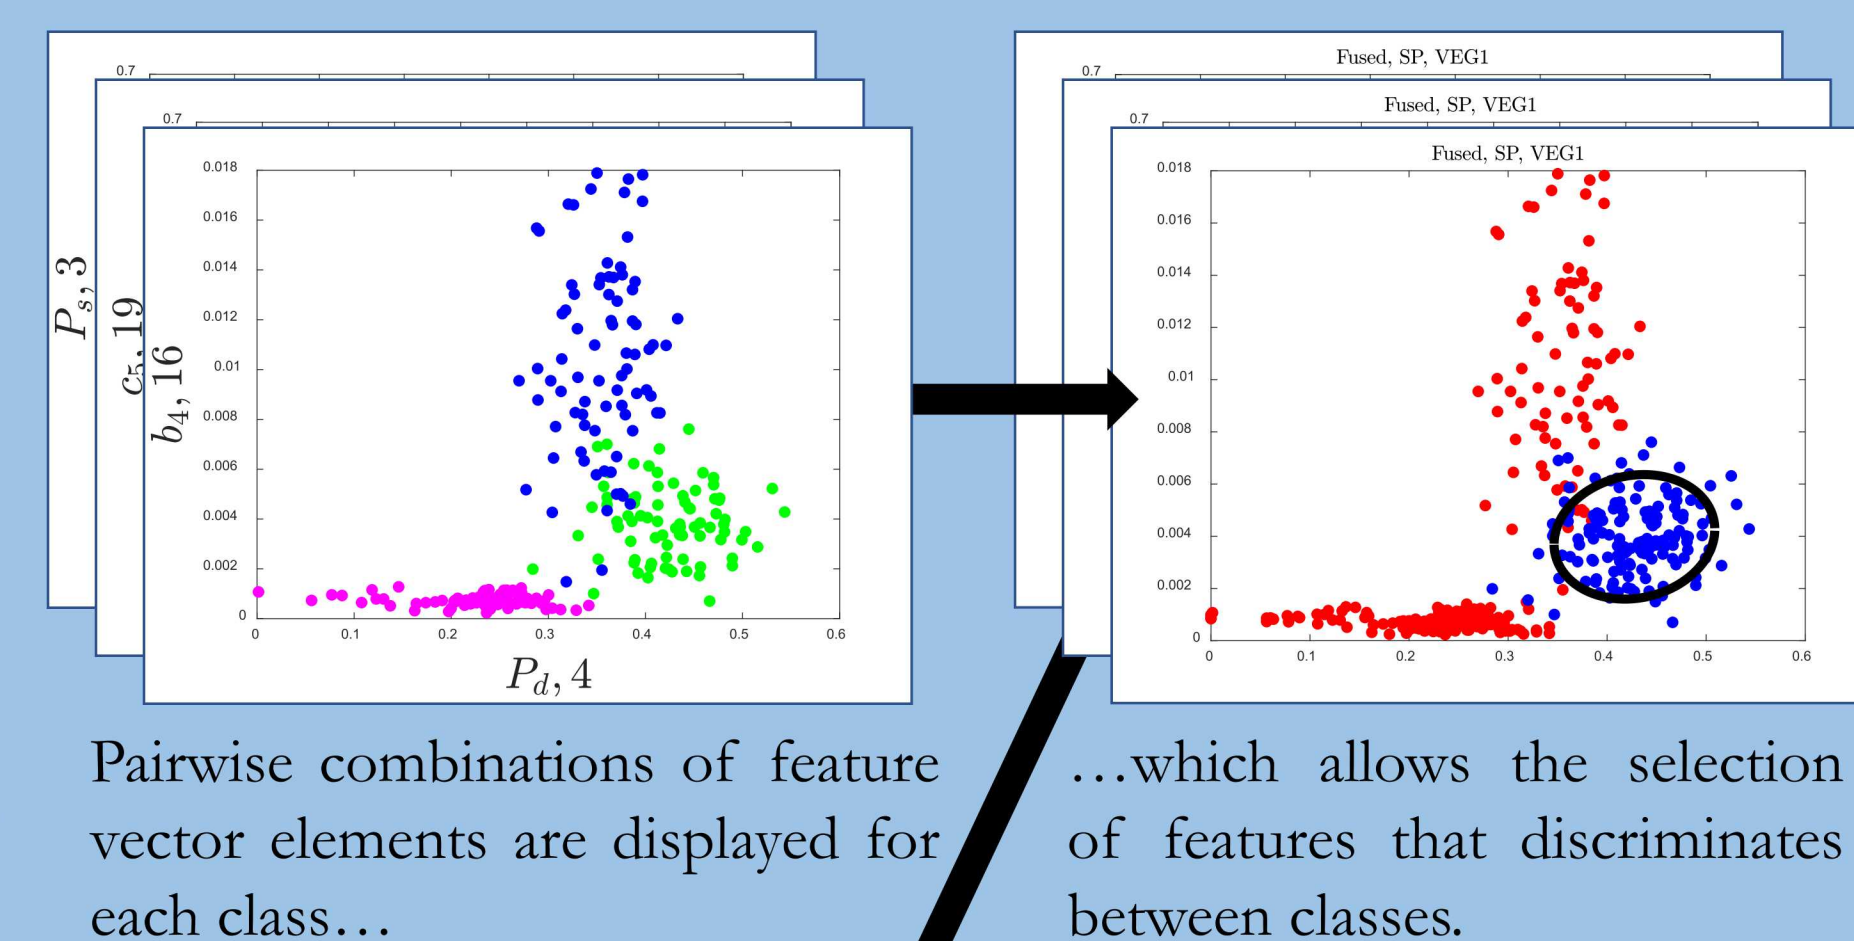 0.7
0.7
0.018
0.016
0.014
0.012
0.01
0.008
0.006
0.004
0.002
0
0 0.1 0.2 0.3 0.4 0.5 0.6
P_s, 3
c_5, 19
b_4, 16
P_d, 4
Fused, SP, VEG1
0.7
Fused, SP, VEG1
0.7
Fused, SP, VEG1
0.018
0.016
0.014
0.012
0.01
0.008
0.006
0.004
0.002
0
0 0.1 0.2 0.3 0.4 0.5 0.6
Pairwise combinations of feature
vector elements are displayed for
each class…
…which allows the selection
of features that discriminates
between classes.